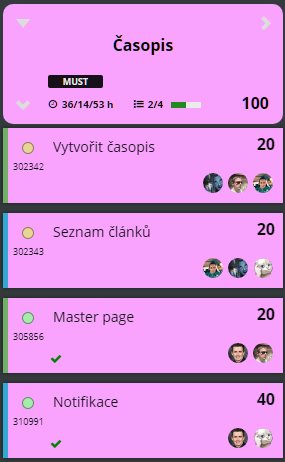 Časopis
MUST
36/14/53 h 2/4 100
Vytvořit časopis 20
302342
Seznam článků 20
302343
Master page 20
305856
Notifikace 40
310991